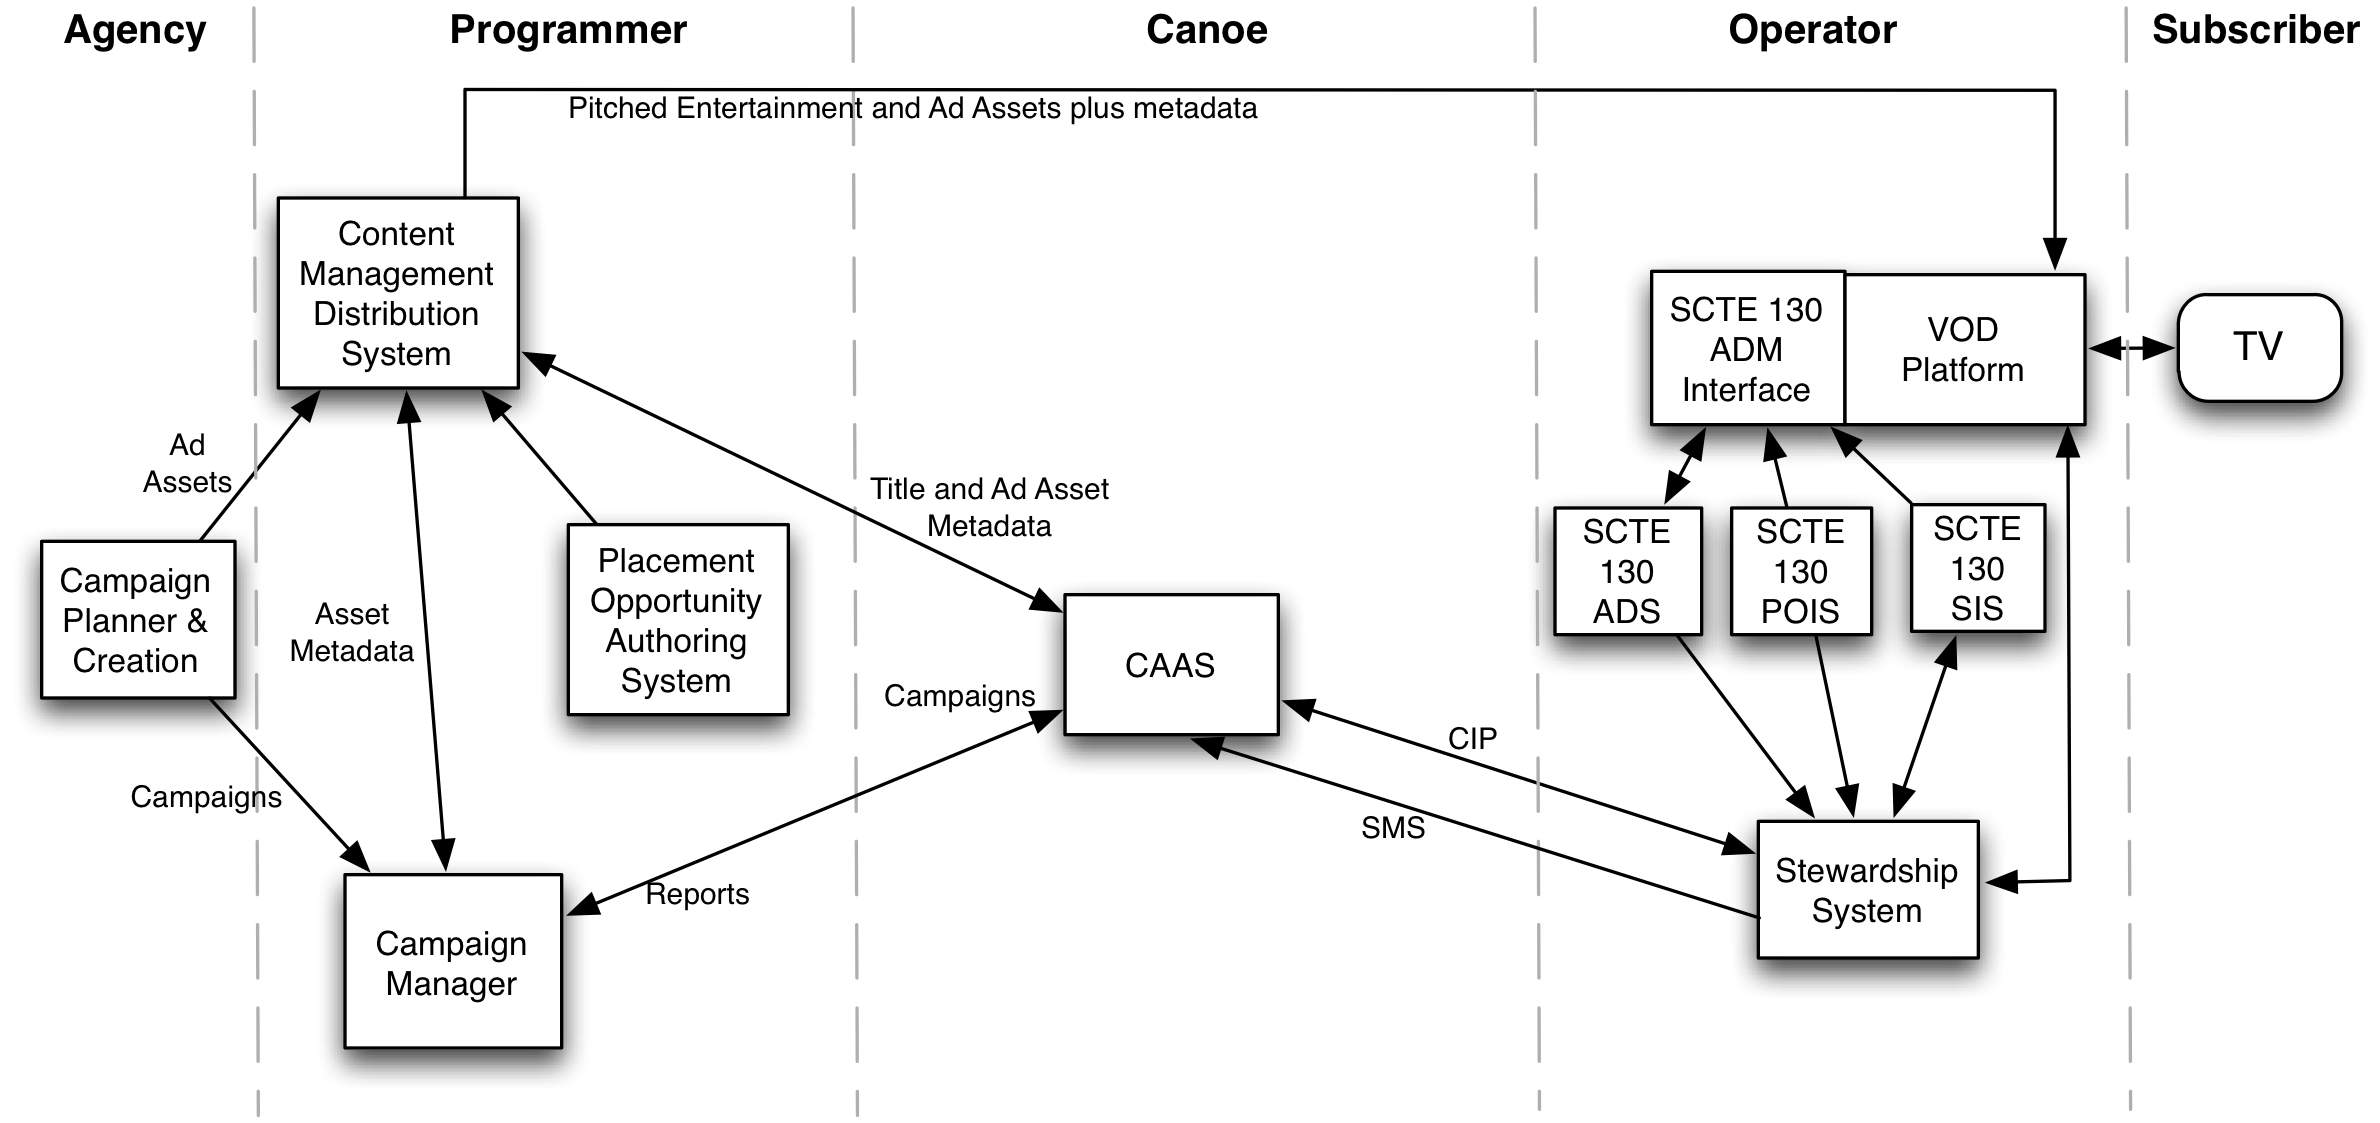 Agency
Programmer
Canoe
Operator
Subscriber
Pitched Entertainment and Ad Assets plus metadata
Content
Management
Distribution
System
SCTE 130
ADM
Interface
VOD
Platform
TV
Ad
Assets
Title and Ad Asset
Metadata
Campaign
Planner &
Creation
Asset
Metadata
Placement
Opportunity
Authoring
System
SCTE
130
ADS
SCTE
130
POIS
SCTE
130
SIS
CAAS
Campaigns
Campaigns
CIP
SMS
Reports
Campaign
Manager
Stewardship
System